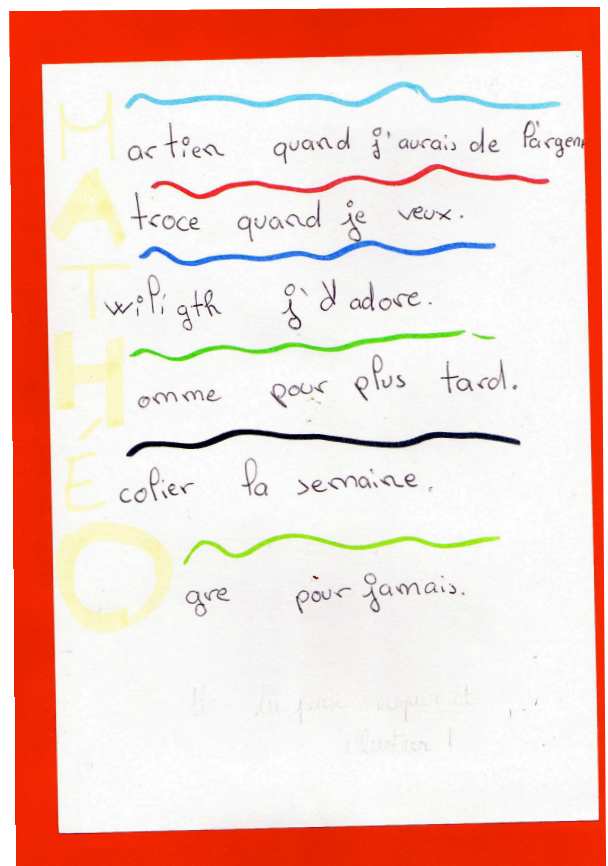 Martien quand j'aurais de l'argent
Atroce quand je veux.
Twiligth j'd adore.
Homme pour plus tard.
Écolier la semaine.
Ogre pour jamais.